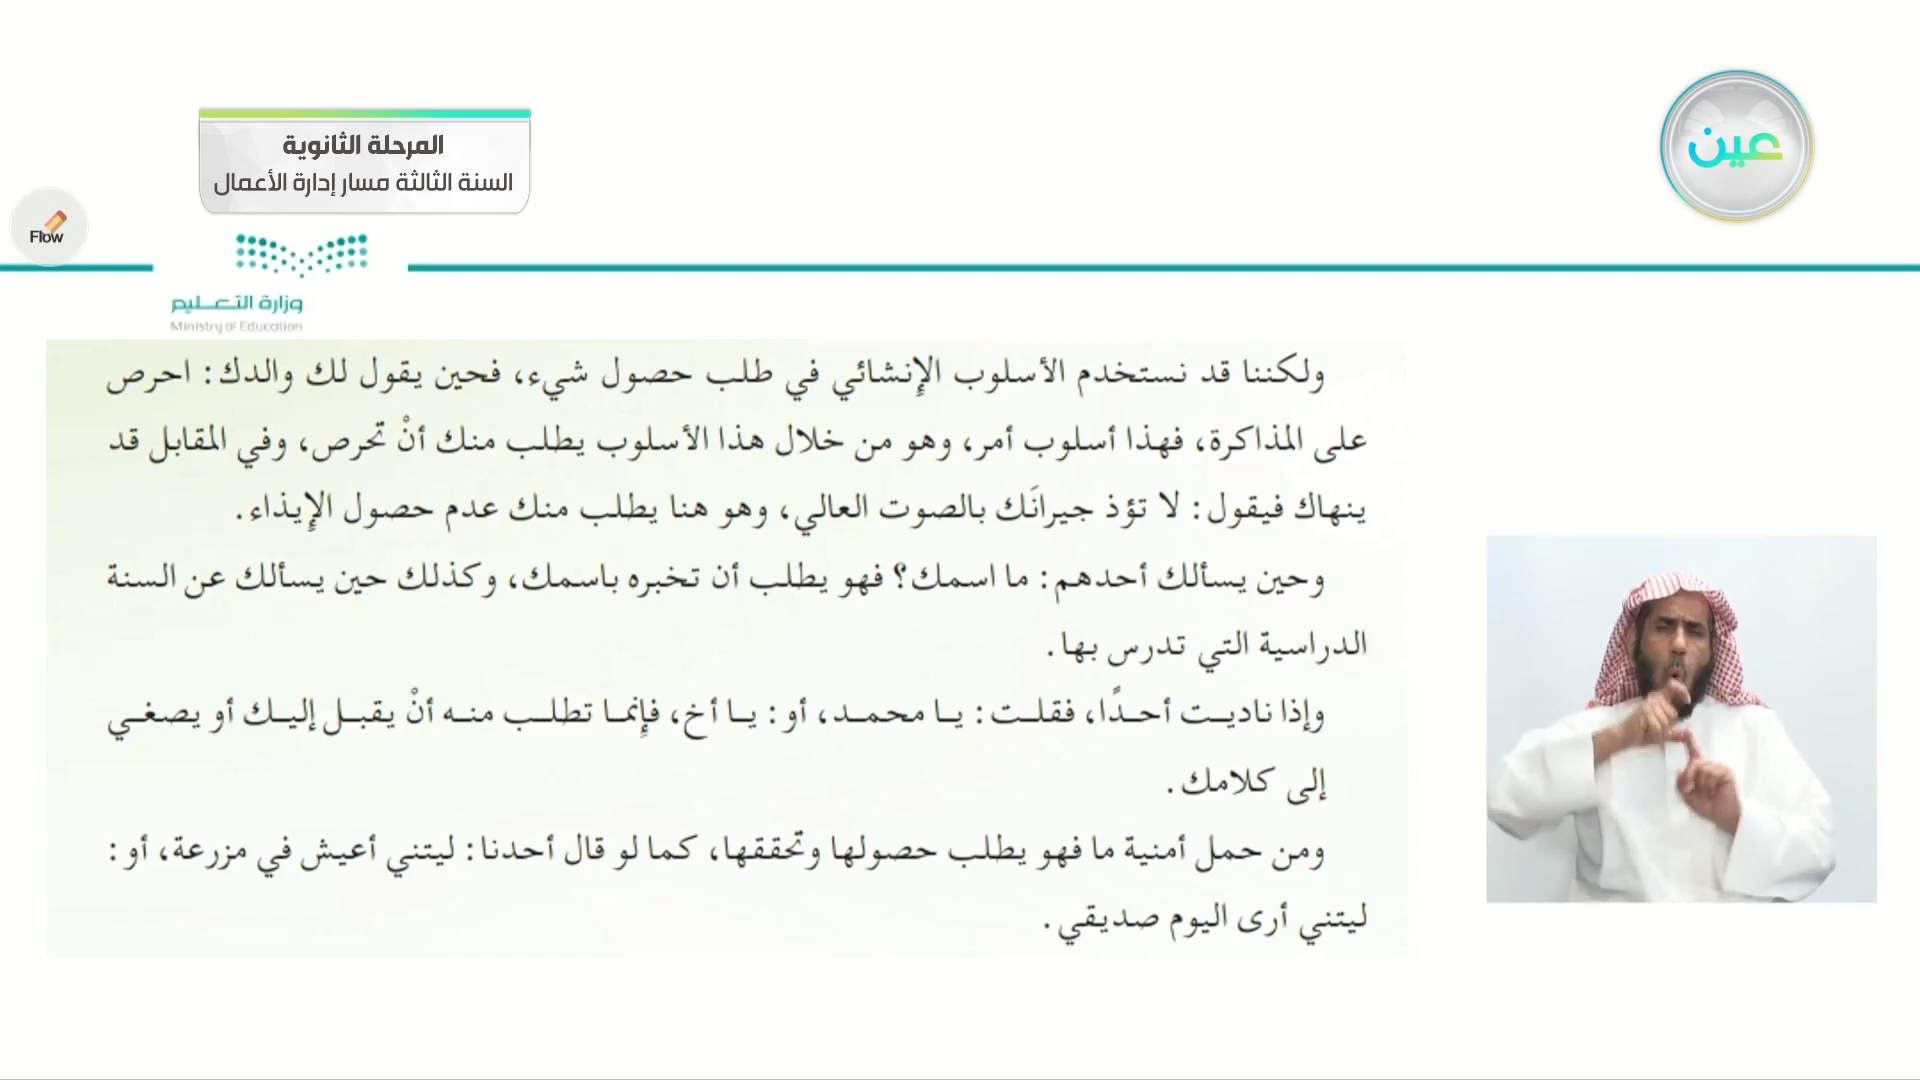 المرحلة الثانوية
السنة الثالثة مسار إدارة الأعمال
عين
Flow
وزارة التعليم
Ministry of Education
ولكننا قد نستخدم الأسلوب الإِنشائي في طلب حصول شيء، فحين يقول لك والدك: احرص
على المذاكرة، فهذا أسلوب أمر، وهو من خلال هذا الأسلوب يطلب منك أنْ تحرص، وفي المقابل قد
ينهاك فيقول: لا تؤذ جيرانَك بالصوت العالي، وهو هنا يطلب منك عدم حصول الإِيذاء.
وحين يسألك أحدهم: ما اسمك؟ فهو يطلب أن تخبره باسمك، وكذلك حين يسألك عن السنة
الدراسية التي تدرس بها.
وإذا ناديت أحدًا، فقلت: يا محمد، أو: يا أخ، فإِنما تطلب منه أنْ يقبل إليك أو يصغي
إلى كلامك.
ومن حمل أمنية ما فهو يطلب حصولها وتحققها، كما لو قال أحدنا: ليتني أعيش في مزرعة، أو:
ليتني أرى اليوم صديقي.